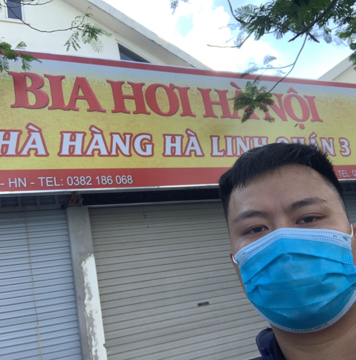 BIA HƠI HÀ NỘI
HÀ HÀNG HÀ LINH QUÁN 3
- HN - TEL: 0382 186 068